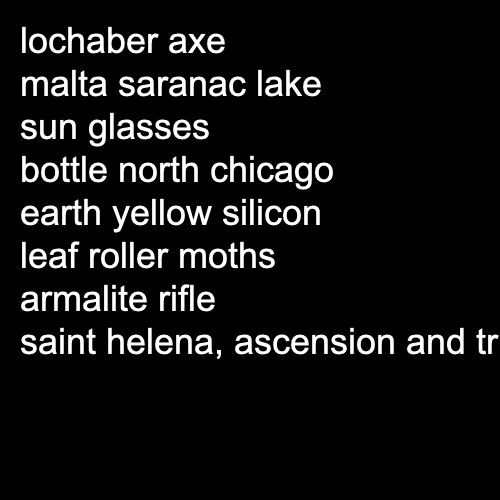 lochaber axe
malta saranac lake
sun glasses
bottle north chicago
earth yellow silicon
leaf roller moths
armalite rifle
saint helena, ascension and tr